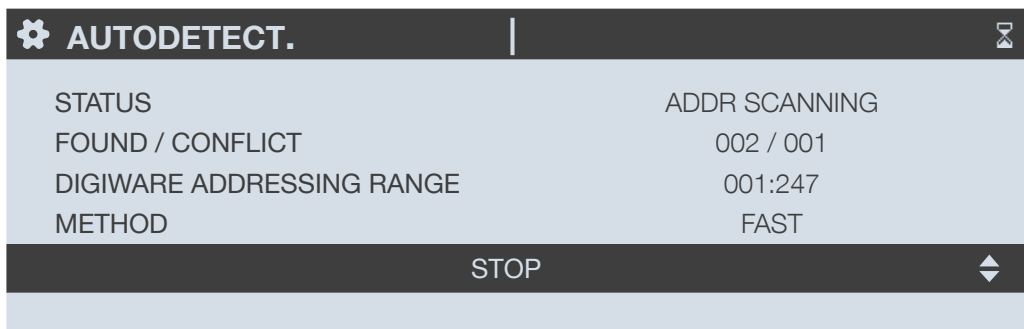 AUTODETECT.
STATUS ADDR SCANNING
FOUND / CONFLICT 002 / 001
DIGIWARE ADDRESSING RANGE 001:247
METHOD FAST
STOP